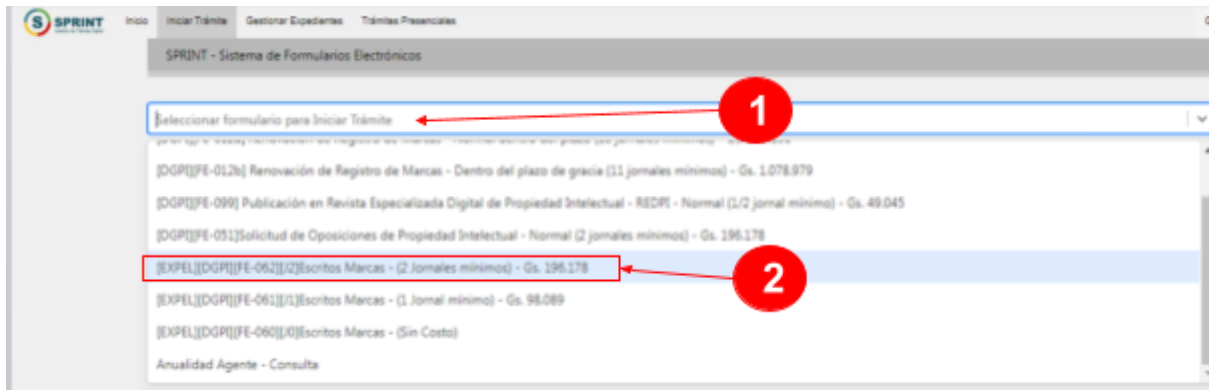 S SPRINT Inicio Iniciar Trámite Gestionar Expedientes Trámites Presenciales
SPRINT - Sistema de Formularios Electrónicos
Seleccionar formulario para Iniciar Trámite
1
[DGPI][FE-012b] Renovación de Registro de Marcas - Dentro del plazo de gracia (11 jornales mínimos) - Gs. 1.078.979
[DGPI][FE-099] Publicación en Revista Especializada Digital de Propiedad Intelectual - REDPI - Normal (1/2 jornal mínimo) - Gs. 49.045
[DGPI][FE-051]Solicitud de Oposiciones de Propiedad Intelectual - Normal (2 jornales mínimos) - Gs. 196.178
[EXPEL][DGPI][FE-062][J2]Escritos Marcas - (2 Jornales mínimos) - Gs. 196.178
2
[EXPEL][DGPI][FE-061][J1]Escritos Marcas - (1 Jornal mínimo) - Gs. 98.089
[EXPEL][DGPI][FE-060][J0]Escritos Marcas - (Sin Costo)
Anualidad Agente - Consulta